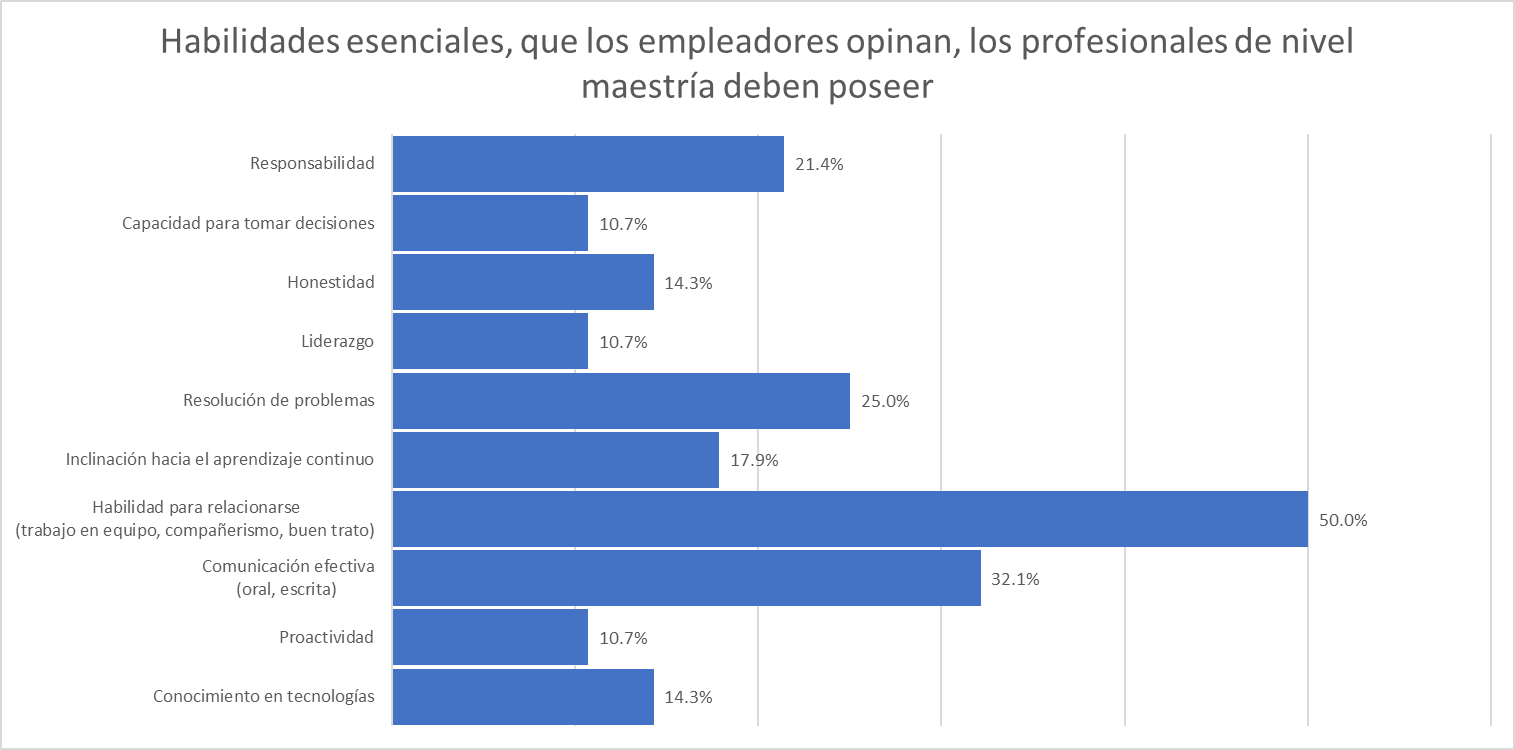 Habilidades esenciales, que los empleadores opinan, los profesionales de nivel
maestría deben poseer
Responsabilidad
21.4%
Capacidad para tomar decisiones
10.7%
Honestidad
14.3%
Liderazgo
10.7%
Resolución de problemas
25.0%
Inclinación hacia el aprendizaje continuo
17.9%
Habilidad para relacionarse
(trabajo en equipo, compañerismo, buen trato)
50.0%
Comunicación efectiva
(oral, escrita)
32.1%
Proactividad
10.7%
Conocimiento en tecnologías
14.3%